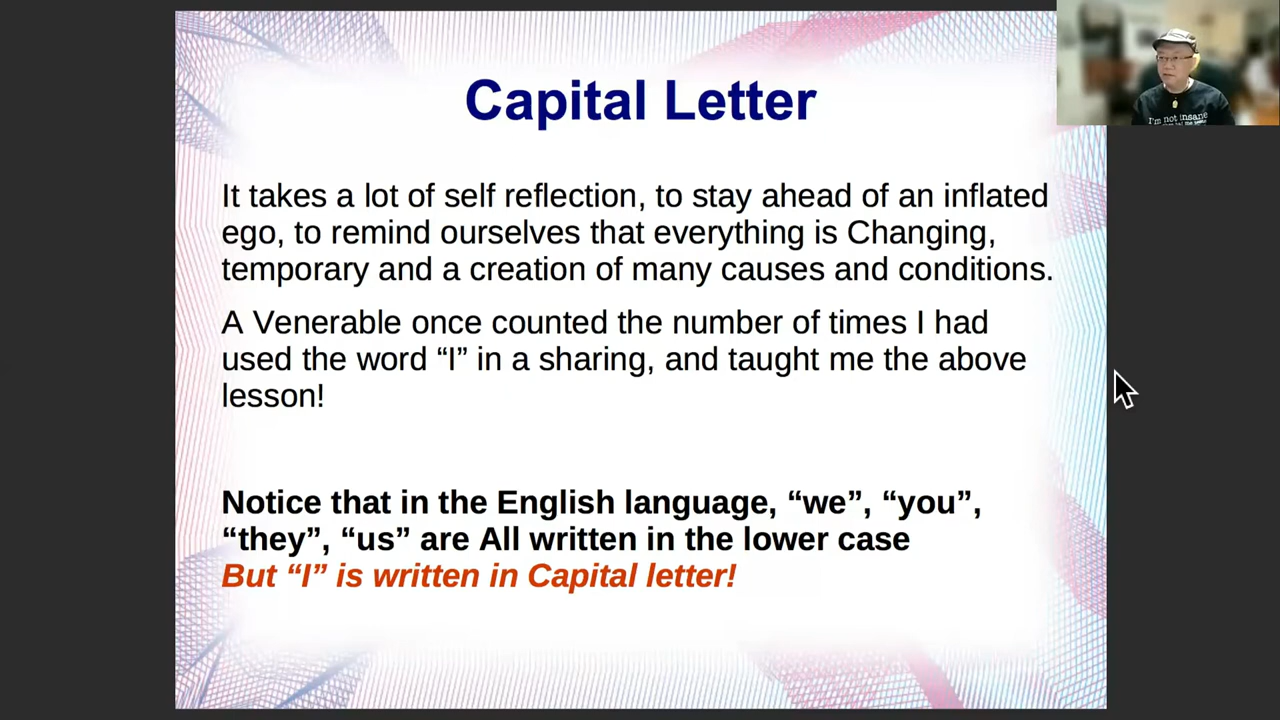 Capital Letter
It takes a lot of self reflection, to stay ahead of an inflated
ego, to remind ourselves that everything is Changing,
temporary and a creation of many causes and conditions.
A Venerable once counted the number of times I had
used the word “I” in a sharing, and taught me the above
lesson!
Notice that in the English language, “we”, “you”,
“they”, “us” are All written in the lower case
But “I” is written in Capital letter!
I'm not insane